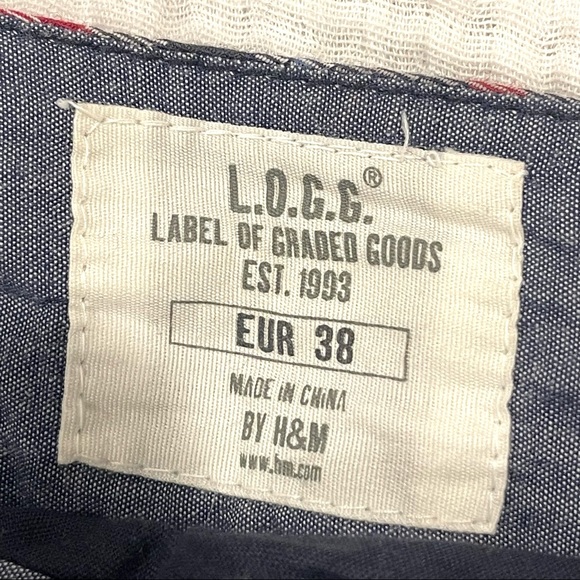 L.O.G.G.®
LABEL OF GRADED GOODS
EST. 1993
EUR 38
MADE IN CHINA
BY H&M
www.hm.com